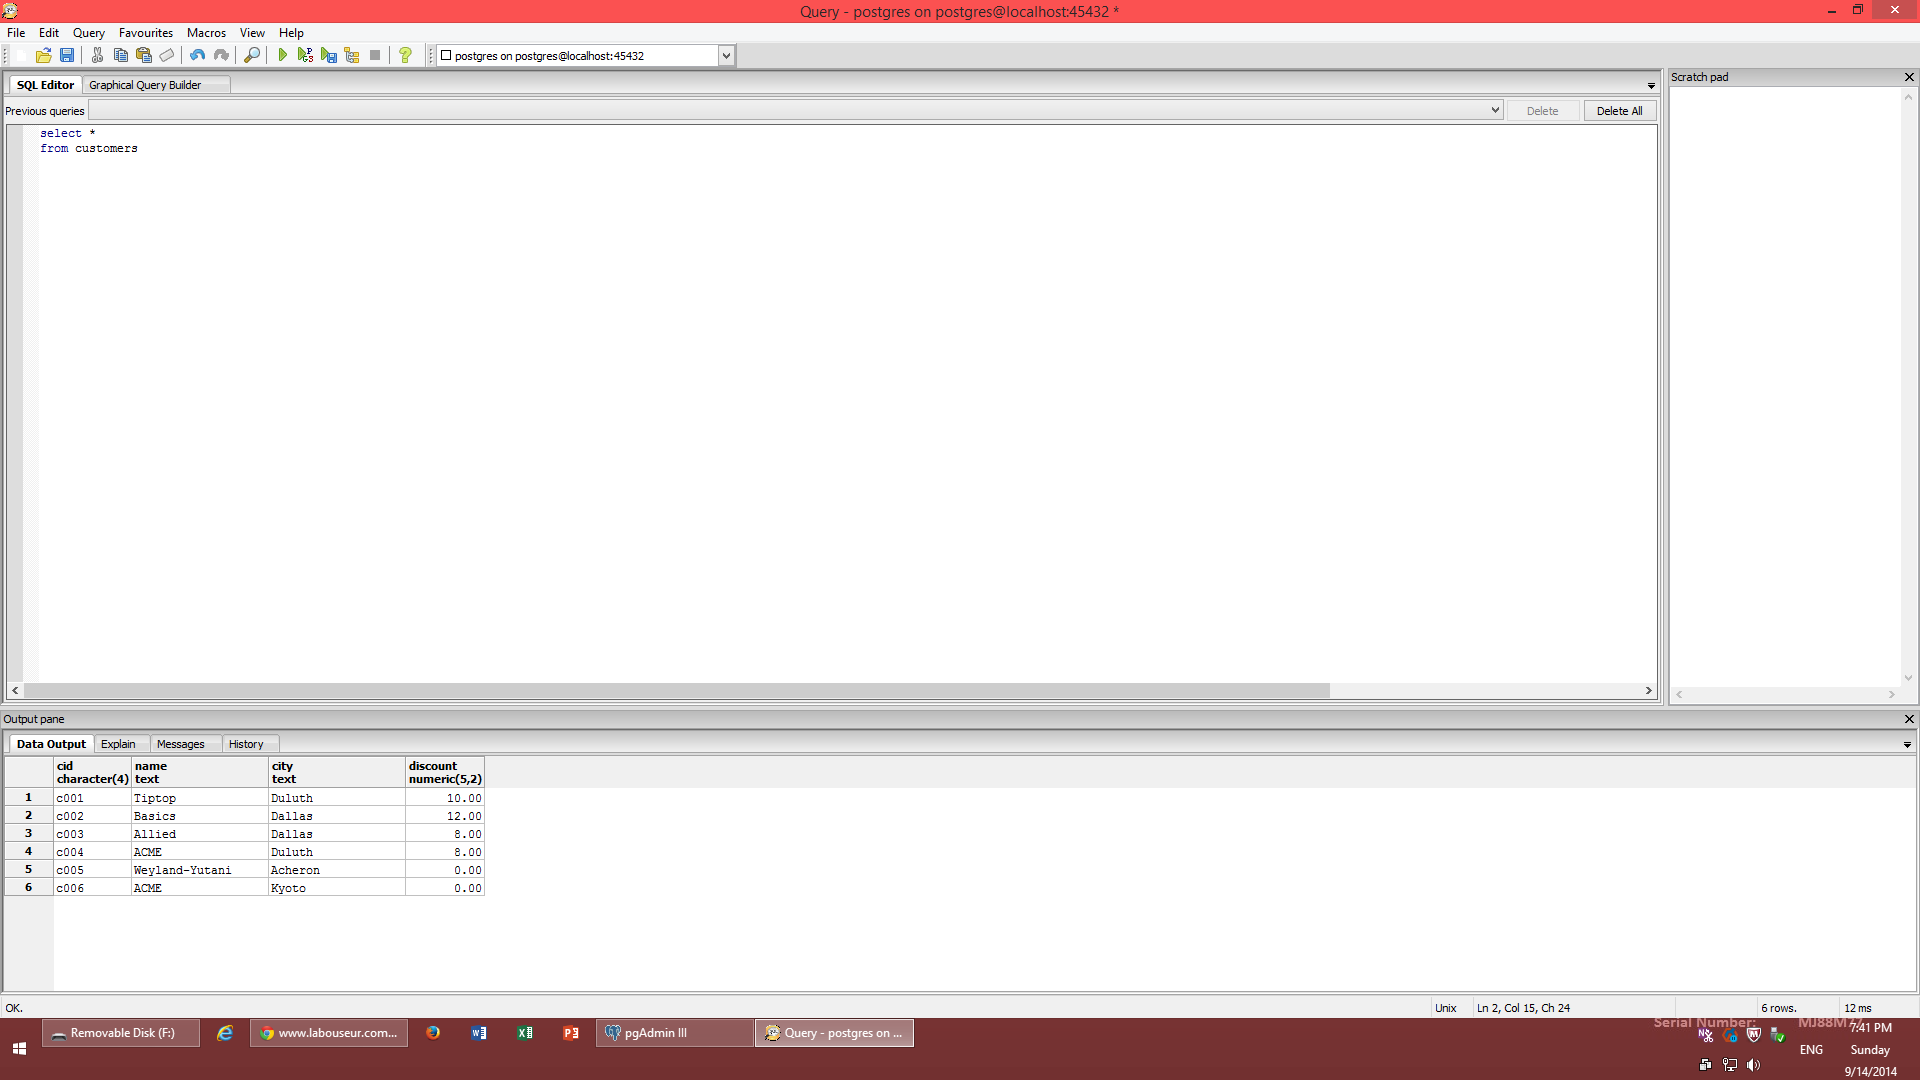 Query - postgres on postgres@localhost:45432 *
File Edit Query Favourites Macros View Help
postgres on postgres@localhost:45432
SQL Editor Graphical Query Builder
Previous queries Delete Delete All
select *
from customers
Scratch pad
Output pane
Data Output Explain Messages History
cid name city discount
character(4) text text numeric(5,2)
1 c001 Tiptop Duluth 10.00
2 c002 Basics Dallas 12.00
3 c003 Allied Dallas 8.00
4 c004 ACME Duluth 8.00
5 c005 Weyland-Yutani Acheron 0.00
6 c006 ACME Kyoto 0.00
OK. Unix Ln 2, Col 15, Ch 24 6 rows. 12 ms
Removable Disk (F:) www.labouseur.com... pgAdmin III Query - postgres on ...
Serial Number:
7:41 PM
ENG Sunday
9/14/2014